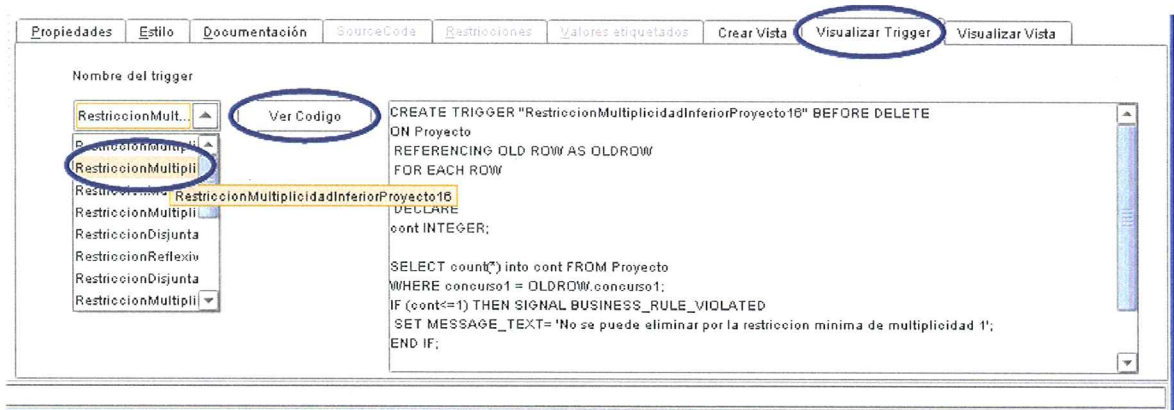 Propiedades Estilo Documentación SourceCode Restricciones Valores etiquetados Crear Vista Visualizar Trigger Visualizar Vista
Nombre del trigger
RestriccionMult... Ver Codigo
RestriccionMultipli
RestriccionMultipli
RestriccionMultiplicidadInferiorProyecto16
RestriccionMultipli
RestriccionDisjunta
RestriccionReflexiv
RestriccionDisjunta
RestriccionMultipli
CREATE TRIGGER "RestriccionMultiplicidadInferiorProyecto16" BEFORE DELETE
ON Proyecto
REFERENCING OLD ROW AS OLDROW
FOR EACH ROW
DECLARE
cont INTEGER;
SELECT count(*) into cont FROM Proyecto
WHERE concurso1 = OLDROW.concurso1;
IF (cont<=1) THEN SIGNAL BUSINESS_RULE_VIOLATED
SET MESSAGE_TEXT= 'No se puede eliminar por la restriccion minima de multiplicidad 1';
END IF;